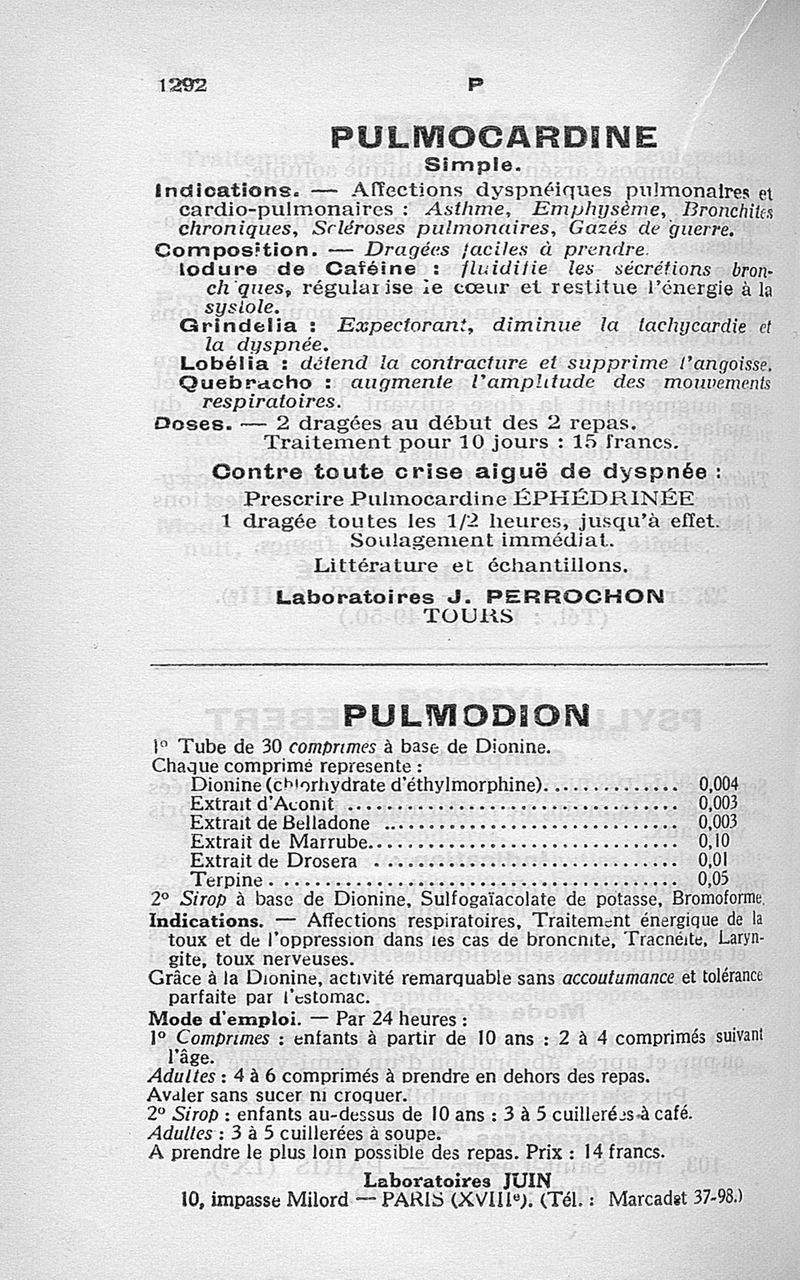 1292
P
PULMOCARDINE
Simple.
Indications. — Affections dyspnéiques pulmonaires et
cardio-pulmonaires : Asthme, Emphysème, Bronchites
chroniques, Scléroses pulmonaires, Gazés de guerre.
Composition. — Dragées faciles à prendre.
Iodure de Caféine : fluidifie les sécrétions bron-
chiques, régularise le cœur et restitue l'énergie à la
systole.
Grindelia : Expectorant, diminue la tachycardie et
la dyspnée.
Lobélia : détend la contracture et supprime l'angoisse.
Quebracho : augmente l'amplitude des mouvements
respiratoires.
Doses. — 2 dragées au début des 2 repas.
Traitement pour 10 jours : 15 francs.
Contre toute crise aiguë de dyspnée :
Prescrire Pulmocardine ÉPHÉDRINÉE
1 dragée toutes les 1/2 heures, jusqu'à effet.
Soulagement immédiat.
Littérature et échantillons.
Laboratoires J. PERROCHON
TOURS
PULMODION
1º Tube de 30 comprimes à base de Dionine.
Chaque comprimé represente :
Dionine (chlorhydrate d'éthylmorphine).............. 0,004
Extrait d'Aconit ................................ 0,003
Extrait de Belladone ............................ 0,003
Extrait de Marrube.............................. 0,10
Extrait de Drosera .............................. 0,01
Terpine........................................ 0,05
2º Sirop à base de Dionine, Sulfogaïacolate de potasse, Bromoforme.
Indications. — Affections respiratoires, Traitement énergique de la
toux et de l'oppression dans les cas de bronchite, Trachéite, Laryn-
gite, toux nerveuses.
Grâce à la Dionine, activité remarquable sans accoutumance et tolérance
parfaite par l'estomac.
Mode d'emploi. — Par 24 heures :
1º Comprimes : enfants à partir de 10 ans : 2 à 4 comprimés suivant
l'âge.
Adultes : 4 à 6 comprimés à prendre en dehors des repas.
Avaler sans sucer ni croquer.
2º Sirop : enfants au-dessus de 10 ans : 3 à 5 cuillerées à café.
Adultes : 3 à 5 cuillerées à soupe.
A prendre le plus loin possible des repas. Prix : 14 francs.
Laboratoires JUIN
10, impasse Milord — PARIS (XVIIIe). (Tél. : Marcadet 37-98.)